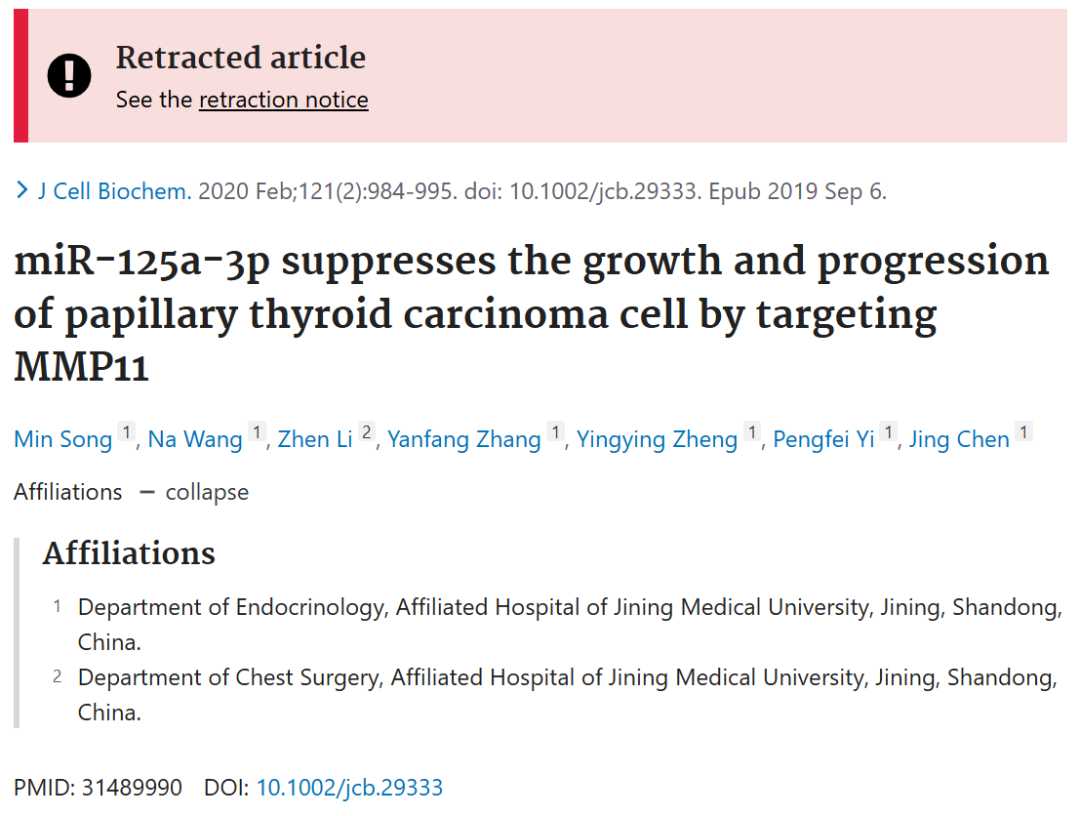 Retracted article
See the retraction notice
J Cell Biochem. 2020 Feb;121(2):984-995. doi: 10.1002/jcb.29333. Epub 2019 Sep 6.
miR-125a-3p suppresses the growth and progression
of papillary thyroid carcinoma cell by targeting
MMP11
Min Song 1, Na Wang 1, Zhen Li 2, Yanfang Zhang 1, Yingying Zheng 1, Pengfei Yi 1, Jing Chen 1
Affiliations — collapse
Affiliations
1 Department of Endocrinology, Affiliated Hospital of Jining Medical University, Jining, Shandong,
China.
2 Department of Chest Surgery, Affiliated Hospital of Jining Medical University, Jining, Shandong,
China.
PMID: 31489990 DOI: 10.1002/jcb.29333